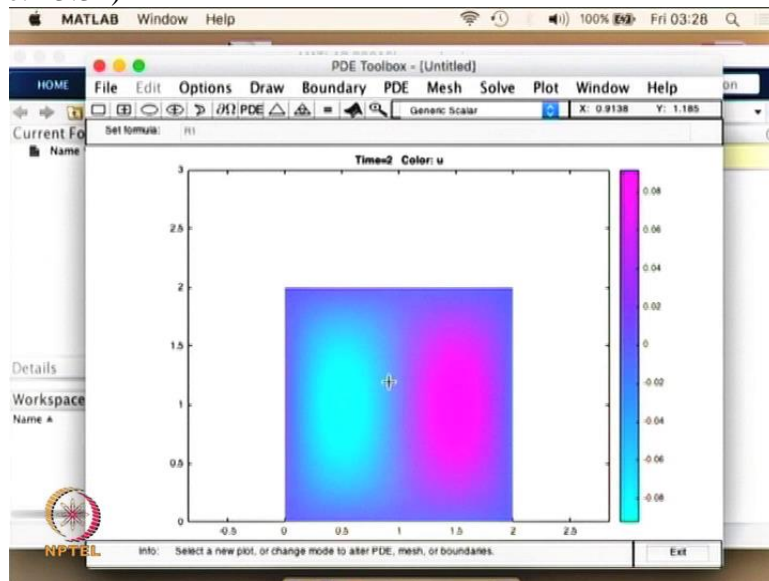 MATLAB Window Help 100% Fri 03:28
PDE Toolbox - [Untitled]
HOME
File Edit Options Draw Boundary PDE Mesh Solve Plot Window Help
∂Ω PDE = Generic Scalar X: 0.9138 Y: 1.185
Current Fo
Set formula: R1
Name
Time=2 Color: u
3
2.5
2
1.5
1
0.5
0
-0.5 0 0.5 1 1.5 2 2.5
0.08
0.06
0.04
0.02
0
-0.02
-0.04
-0.06
-0.08
Details
Workspace
Name
NPTEL
Info: Select a new plot, or change mode to alter PDE, mesh, or boundaries. Exit